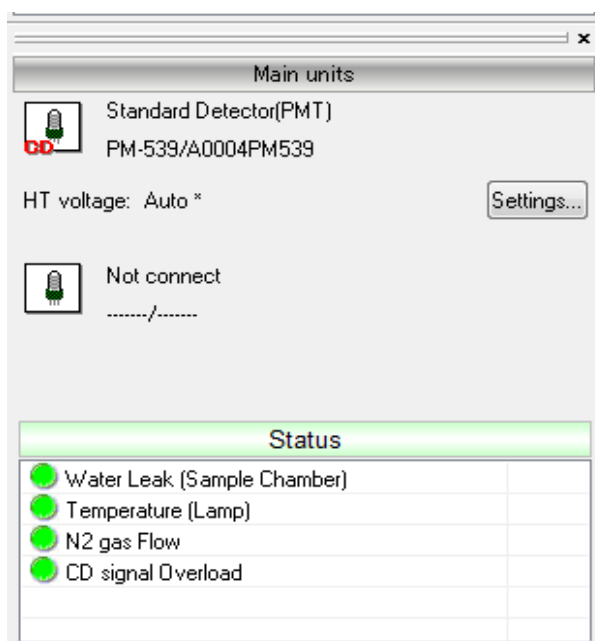 Main units
Standard Detector(PMT)
CD
PM-539/A0004PM539
HT voltage: Auto *
Settings...
Not connect
-------/-------
Status
Water Leak (Sample Chamber)
Temperature (Lamp)
N2 gas Flow
CD signal Overload